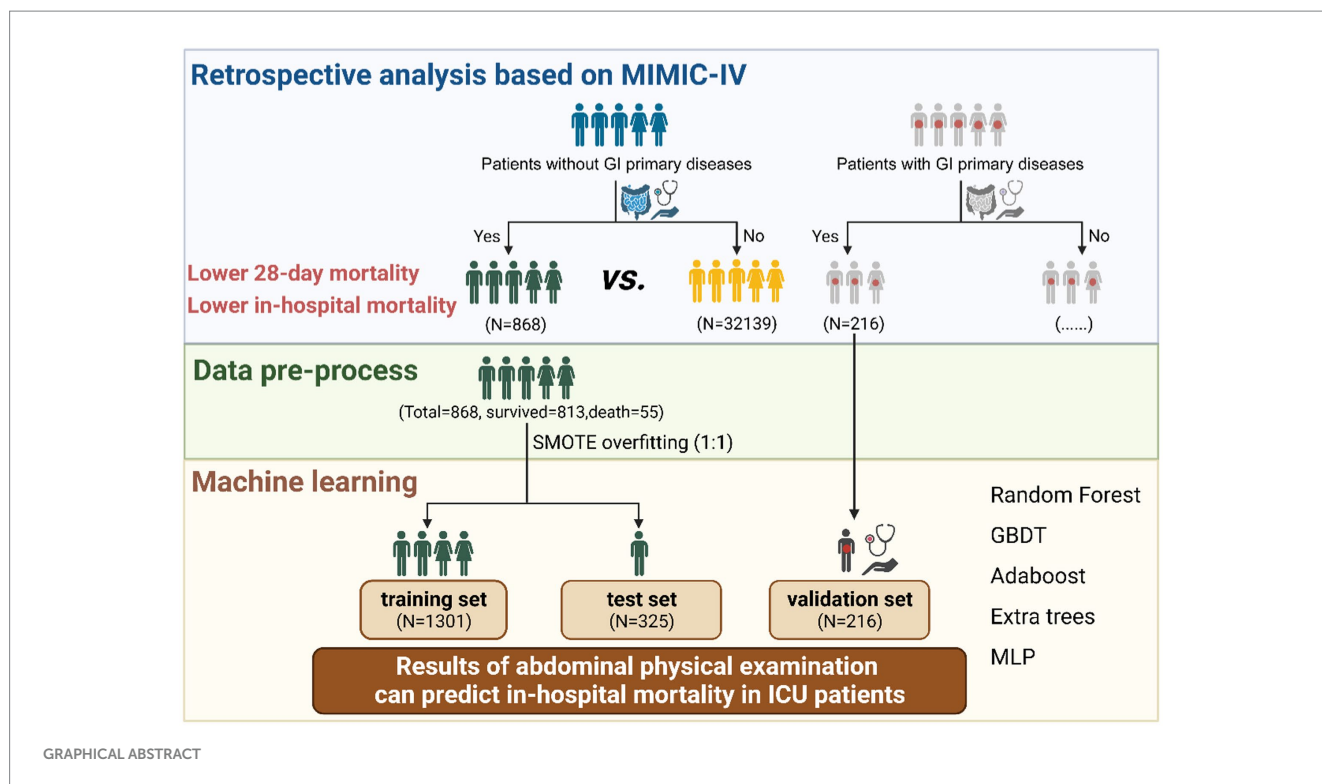 Retrospective analysis based on MIMIC-IV
Patients without GI primary diseases
Patients with GI primary diseases
Yes
No
Yes
No
Lower 28-day mortality
Lower in-hospital mortality
vs.
(N=868)
(N=32139)
(N=216)
(......)
Data pre-process
(Total=868, survived=813,death=55)
SMOTE overfitting (1:1)
Machine learning
training set
(N=1301)
test set
(N=325)
validation set
(N=216)
Random Forest
GBDT
Adaboost
Extra trees
MLP
Results of abdominal physical examination
can predict in-hospital mortality in ICU patients
GRAPHICAL ABSTRACT